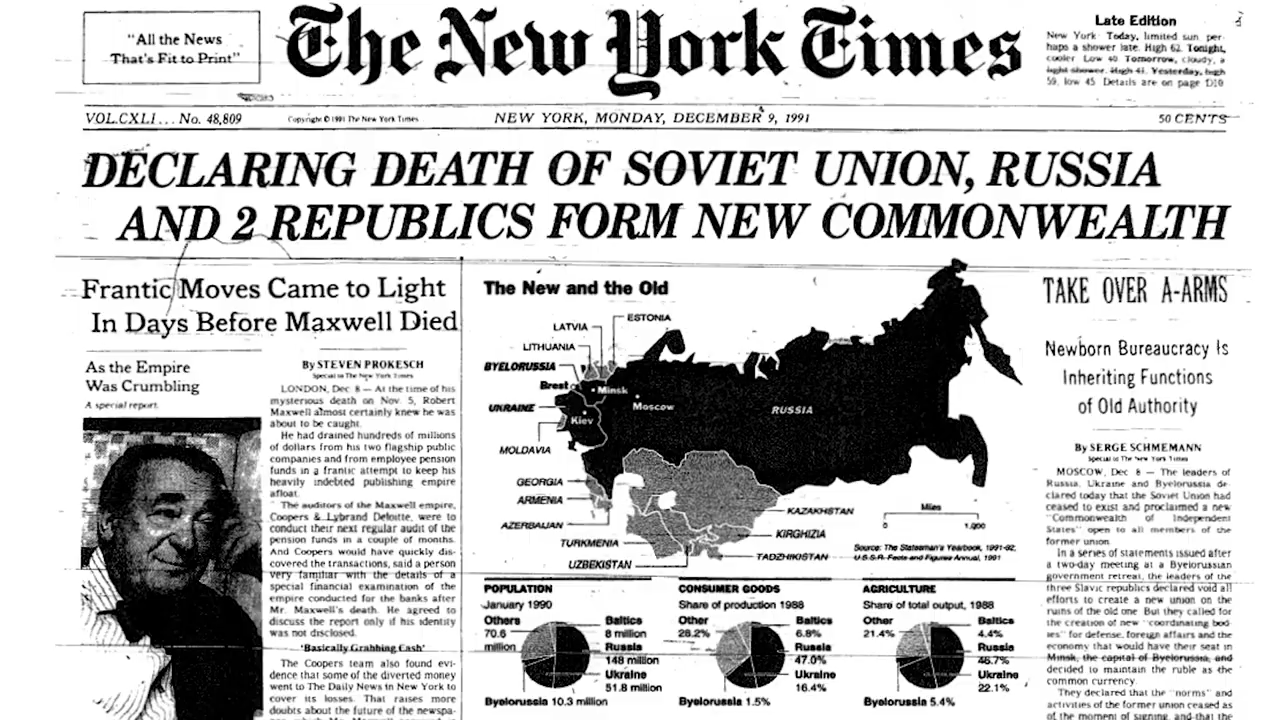 "All the News
That's Fit to Print"
The New York Times
Late Edition
New York: Today, limited sun, per-
haps a shower late. High 62. Tonight,
cooler. Low 40. Tomorrow, cloudy, a
light shower. High 41. Yesterday, high
59, low 45. Details are on page D10
VOL.CXLI... No. 48,809
Copyright © 1991 The New York Times
NEW YORK, MONDAY, DECEMBER 9, 1991
50 CENTS
DECLARING DEATH OF SOVIET UNION, RUSSIA
AND 2 REPUBLICS FORM NEW COMMONWEALTH
Frantic Moves Came to Light
In Days Before Maxwell Died
As the Empire
Was Crumbling
A special report.
By STEVEN PROKESCH
Special to The New York Times
LONDON, Dec. 8 — At the time of his
mysterious death on Nov. 5, Robert
Maxwell almost certainly knew he was
about to be caught.
He had drained hundreds of millions
of dollars from his two flagship public
companies and from employee pension
funds in a frantic attempt to keep his
heavily indebted publishing empire
afloat.
The auditors of the Maxwell empire,
Coopers & Lybrand Deloitte, were to
conduct their next regular audit of the
pension funds in a couple of months.
And Coopers would have quickly dis-
covered the transactions, said a person
very familiar with the details of a
special financial examination of the
empire conducted for the banks after
Mr. Maxwell's death. He agreed to
discuss the report only if his identity
was not disclosed.
'Basically Grabbing Cash'
The Coopers team also found evi-
dence that some of the diverted money
went to The Daily News in New York to
cover its losses. That raises more
doubts about the future of the newspa-
The New and the Old
ESTONIA
LATVIA
LITHUANIA
BYELORUSSIA
Brest
Minsk
Moscow
UKRAINE
Kiev
RUSSIA
MOLDAVIA
GEORGIA
ARMENIA
AZERBAIJAN
TURKMENIA
UZBEKISTAN
KAZAKHSTAN
KIRGHIZIA
TADZHIKISTAN
Miles
0 1,000
Source: The Statesman's Yearbook, 1991-92,
U.S.S.R. Facts and Figures Annual, 1991
POPULATION
January 1990
Others
70.6
million
Baltics
8 million
Russia
148 million
Ukraine
51.8 million
Byelorussia 10.3 million
CONSUMER GOODS
Share of production 1988
Other
28.2%
Baltics
6.8%
Russia
47.0%
Ukraine
16.4%
Byelorussia 1.5%
AGRICULTURE
Share of total output, 1988
Other
21.4%
Baltics
4.4%
Russia
46.7%
Ukraine
22.1%
Byelorussia 5.4%
TAKE OVER A-ARMS
Newborn Bureaucracy Is
Inheriting Functions
of Old Authority
By SERGE SCHMEMANN
Special to The New York Times
MOSCOW, Dec. 8 — The leaders of
Russia, Ukraine and Byelorussia de-
clared today that the Soviet Union had
ceased to exist and proclaimed a new
"Commonwealth of Independent
States" open to all members of the
former union.
In a series of statements issued after
a two-day meeting at a Byelorussian
government retreat, the leaders of the
three Slavic republics declared void all
efforts to create a new union on the
ruins of the old one. But they called for
the creation of new "coordinating bod-
ies" for defense, foreign affairs and the
economy that would have their seat in
Minsk, the capital of Byelorussia, and
decided to maintain the ruble as the
common currency.
They declared that the "norms" and
activities of the former union ceased as
of the moment of signing, and that the